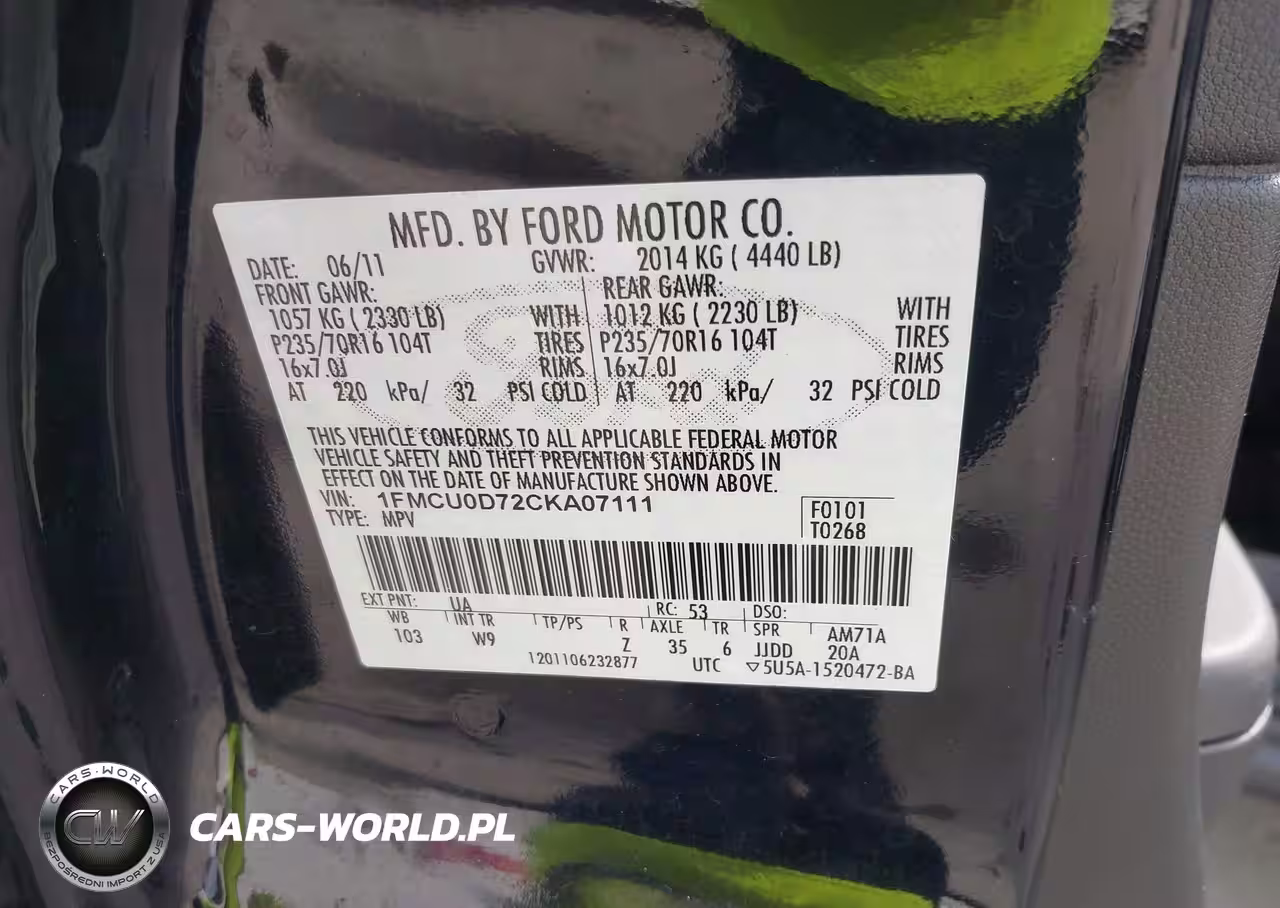 MFD. BY FORD MOTOR CO.
DATE: 06/11 GVWR: 2014 KG ( 4440 LB)
FRONT GAWR: REAR GAWR:
1057 KG ( 2330 LB) WITH 1012 KG ( 2230 LB) WITH
P235/70R16 104T TIRES P235/70R16 104T TIRES
16x7.0J RIMS 16x7.0J RIMS
AT 220 kPa/ 32 PSI COLD AT 220 kPa/ 32 PSI COLD
THIS VEHICLE CONFORMS TO ALL APPLICABLE FEDERAL MOTOR
VEHICLE SAFETY AND THEFT PREVENTION STANDARDS IN
EFFECT ON THE DATE OF MANUFACTURE SHOWN ABOVE.
VIN: 1FMCU0D72CKA07111
TYPE: MPV
F0101
T0268
EXT PNT: UA RC: 53 DSO:
WB INT TR TP/PS R AXLE TR SPR AM71A
103 W9 Z 35 6 JJDD 20A
1201106232877 UTC ▽5U5A-1520472-BA
CARS-WORLD
CW
BEZPOŚREDNI IMPORT Z USA
CARS-WORLD.PL